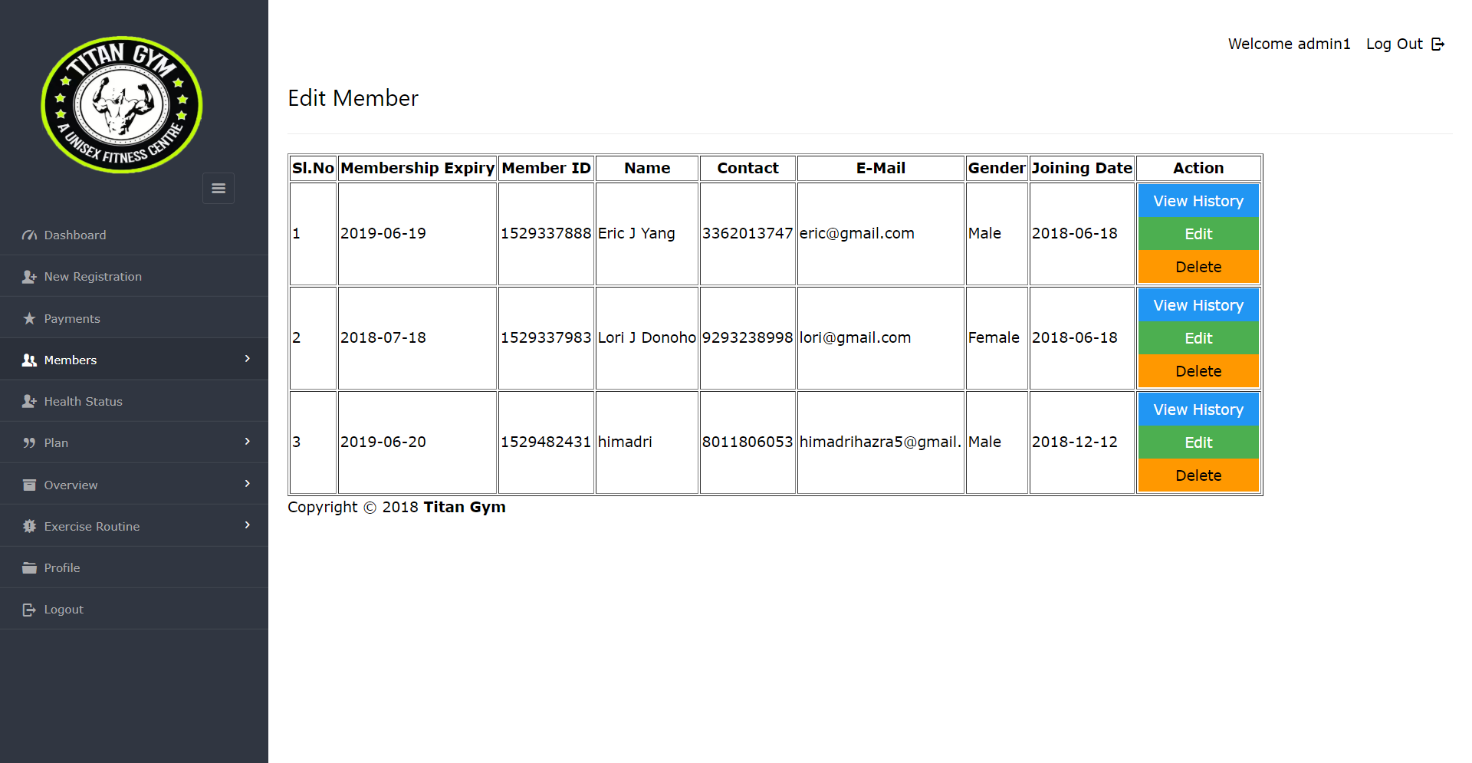 TITAN GYM
A UNISEX FITNESS CENTRE
Dashboard
New Registration
Payments
Members
Health Status
Plan
Overview
Exercise Routine
Profile
Logout
Welcome admin1 Log Out
Edit Member
Sl.No Membership Expiry Member ID Name Contact E-Mail Gender Joining Date Action
1 2019-06-19 1529337888 Eric J Yang 3362013747 eric@gmail.com Male 2018-06-18 View History
Edit
Delete
2 2018-07-18 1529337983 Lori J Donoho 9293238998 lori@gmail.com Female 2018-06-18 View History
Edit
Delete
3 2019-06-20 1529482431 himadri 8011806053 himadrihazra5@gmail. Male 2018-12-12 View History
Edit
Delete
Copyright © 2018 Titan Gym